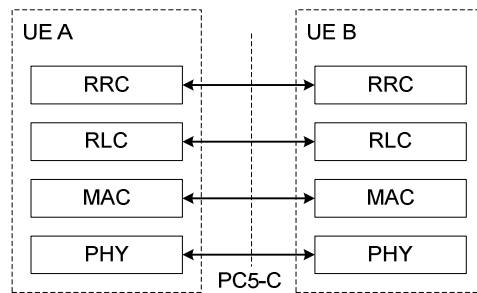 UE A UE B
RRC RRC
RLC RLC
MAC MAC
PHY PHY
PC5-C